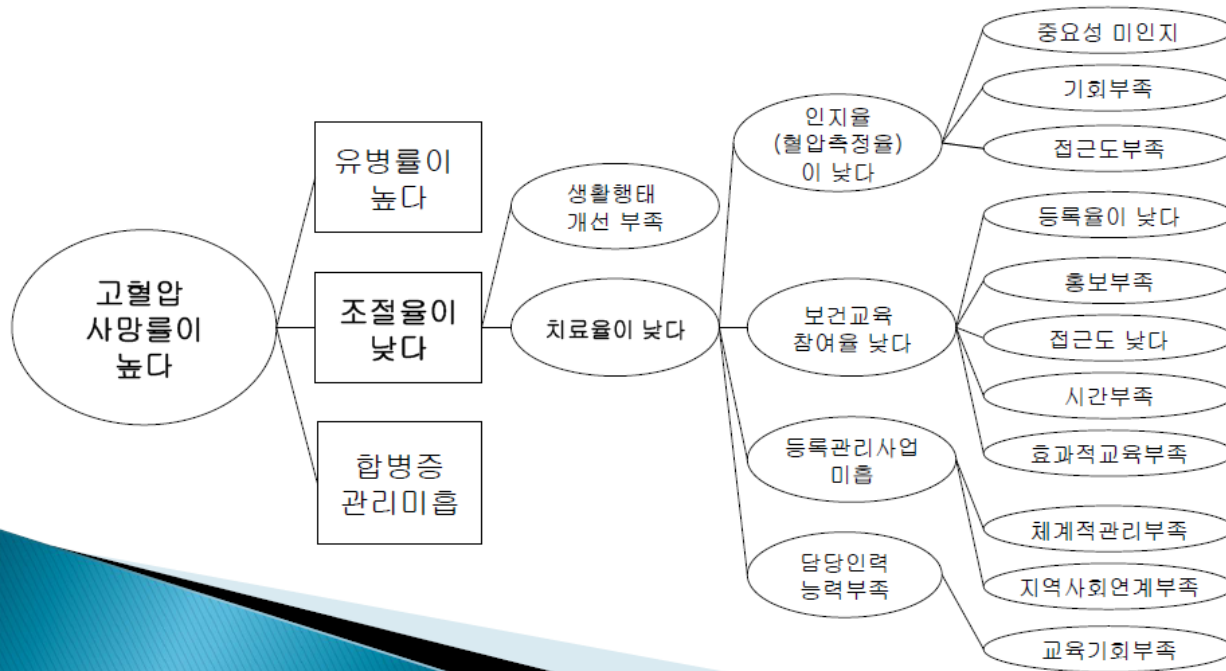 고혈압
사망률이
높다
유병률이
높다
조절율이
낮다
합병증
관리미흡
생활행태
개선 부족
치료율이 낮다
인지율
(혈압측정율)
이 낮다
보건교육
참여율 낮다
등록관리사업
미흡
담당인력
능력부족
중요성 미인지
기회부족
접근도부족
등록율이 낮다
홍보부족
접근도 낮다
시간부족
효과적교육부족
체계적관리부족
지역사회연계부족
교육기회부족